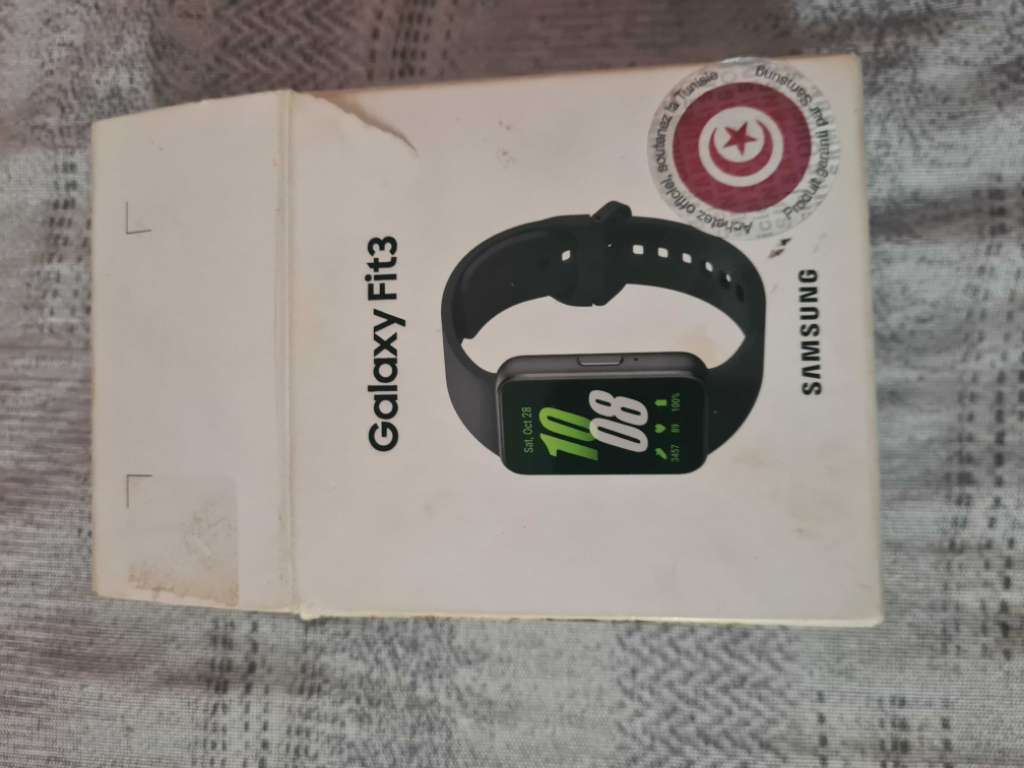 Galaxy Fit3
Sat, Oct 28
10
08
3457 89 100%
SAMSUNG
Achetez officiel, soutenez la Tunisie
Produit garanti par Samsung